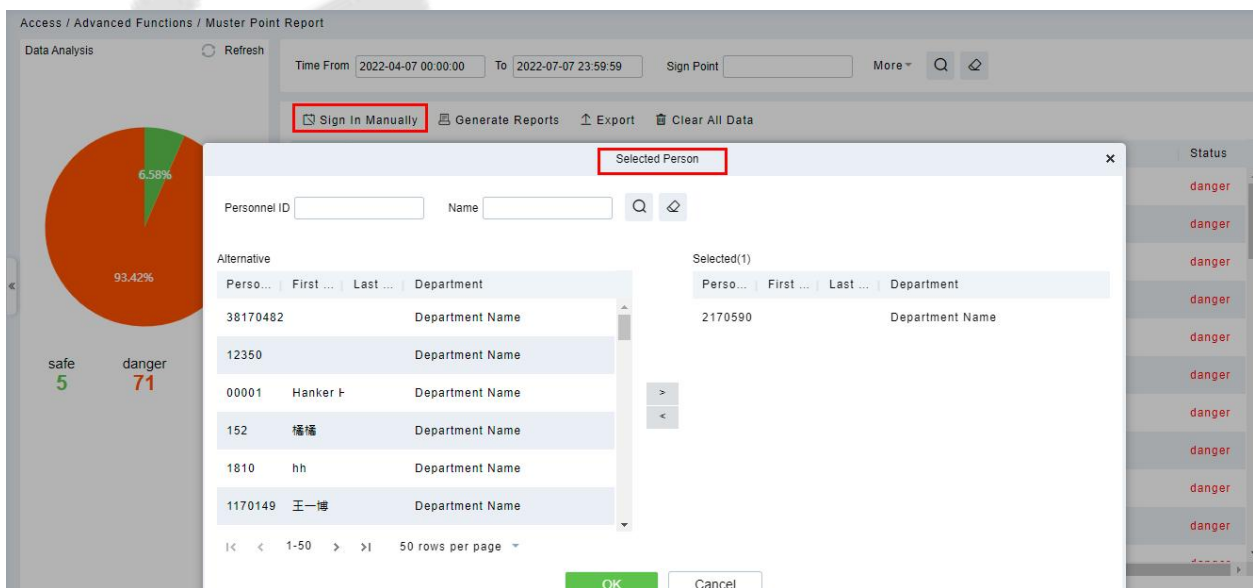 Access / Advanced Functions / Muster Point Report
Data Analysis
Refresh
Time From 2022-04-07 00:00:00 To 2022-07-07 23:59:59 Sign Point More
Sign In Manually Generate Reports Export Clear All Data
Status
danger
danger
danger
danger
danger
danger
danger
danger
danger
danger
6.58%
93.42%
safe danger
5 71
Selected Person ×
Personnel ID Name
Alternative
Perso... First ... Last ... Department
38170482 Department Name
12350 Department Name
00001 Hanker Department Name
152 橘橘 Department Name
1810 hh Department Name
1170149 王一博 Department Name
1-50 50 rows per page
> 
<
Selected(1)
Perso... First ... Last ... Department
2170590 Department Name
OK Cancel